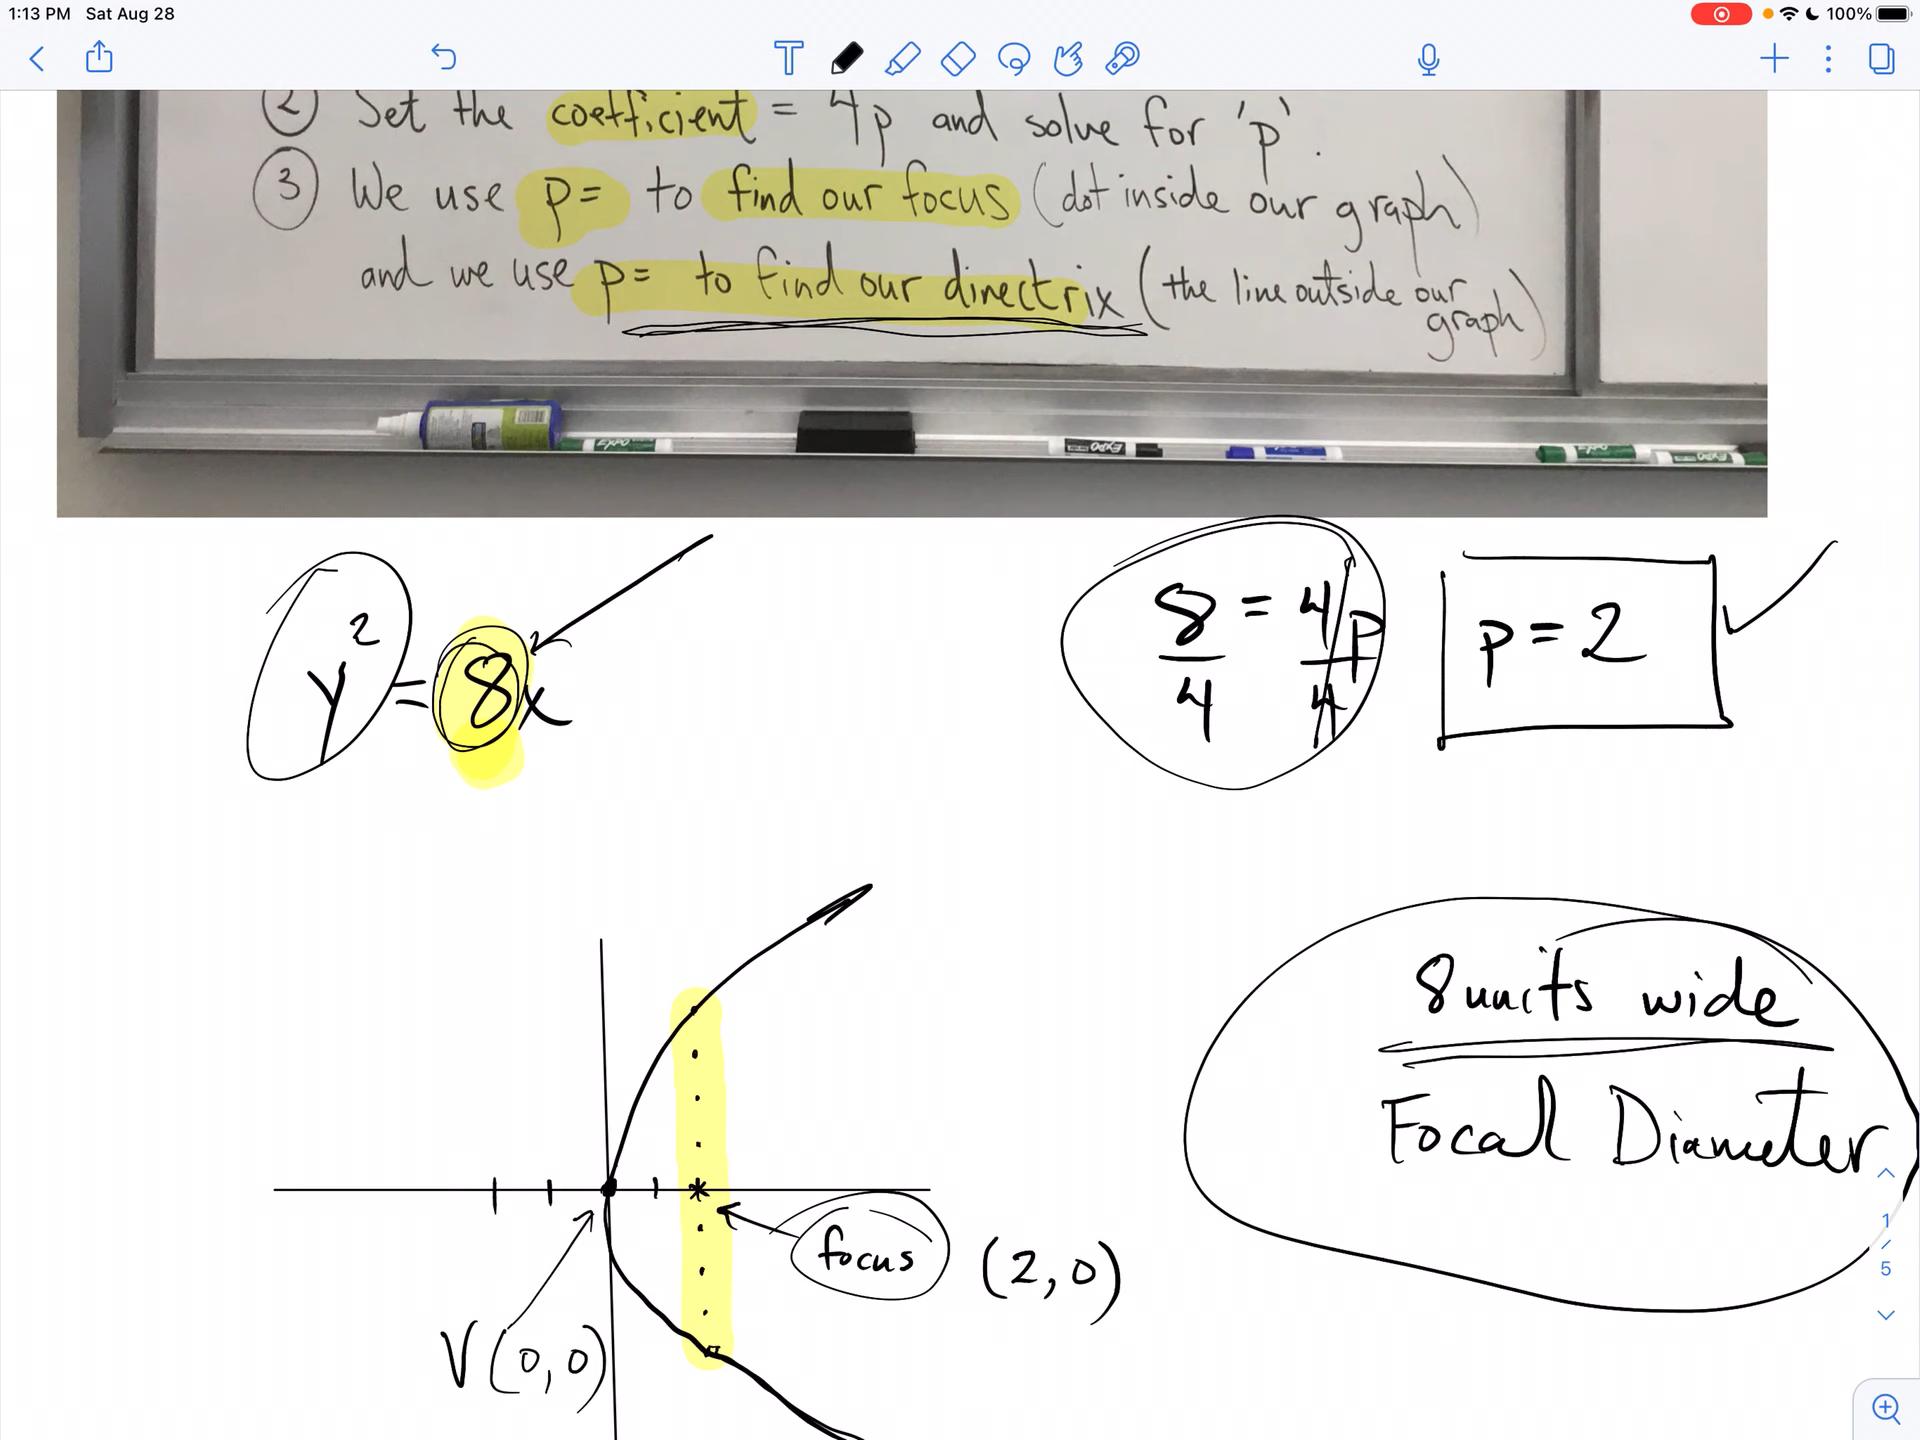 1:13 PM Sat Aug 28
100%
② Set the coefficient = 4p and solve for 'p'.
③ We use p= to find our focus (dot inside our graph)
and we use p= to find our directrix (the line outside our graph)
EXPO
EXPO
EXPO
y² = 8x
8 = 4p
4 4
p = 2
8 units wide
Focal Diameter
focus (2,0)
V(0,0)
1
/
5